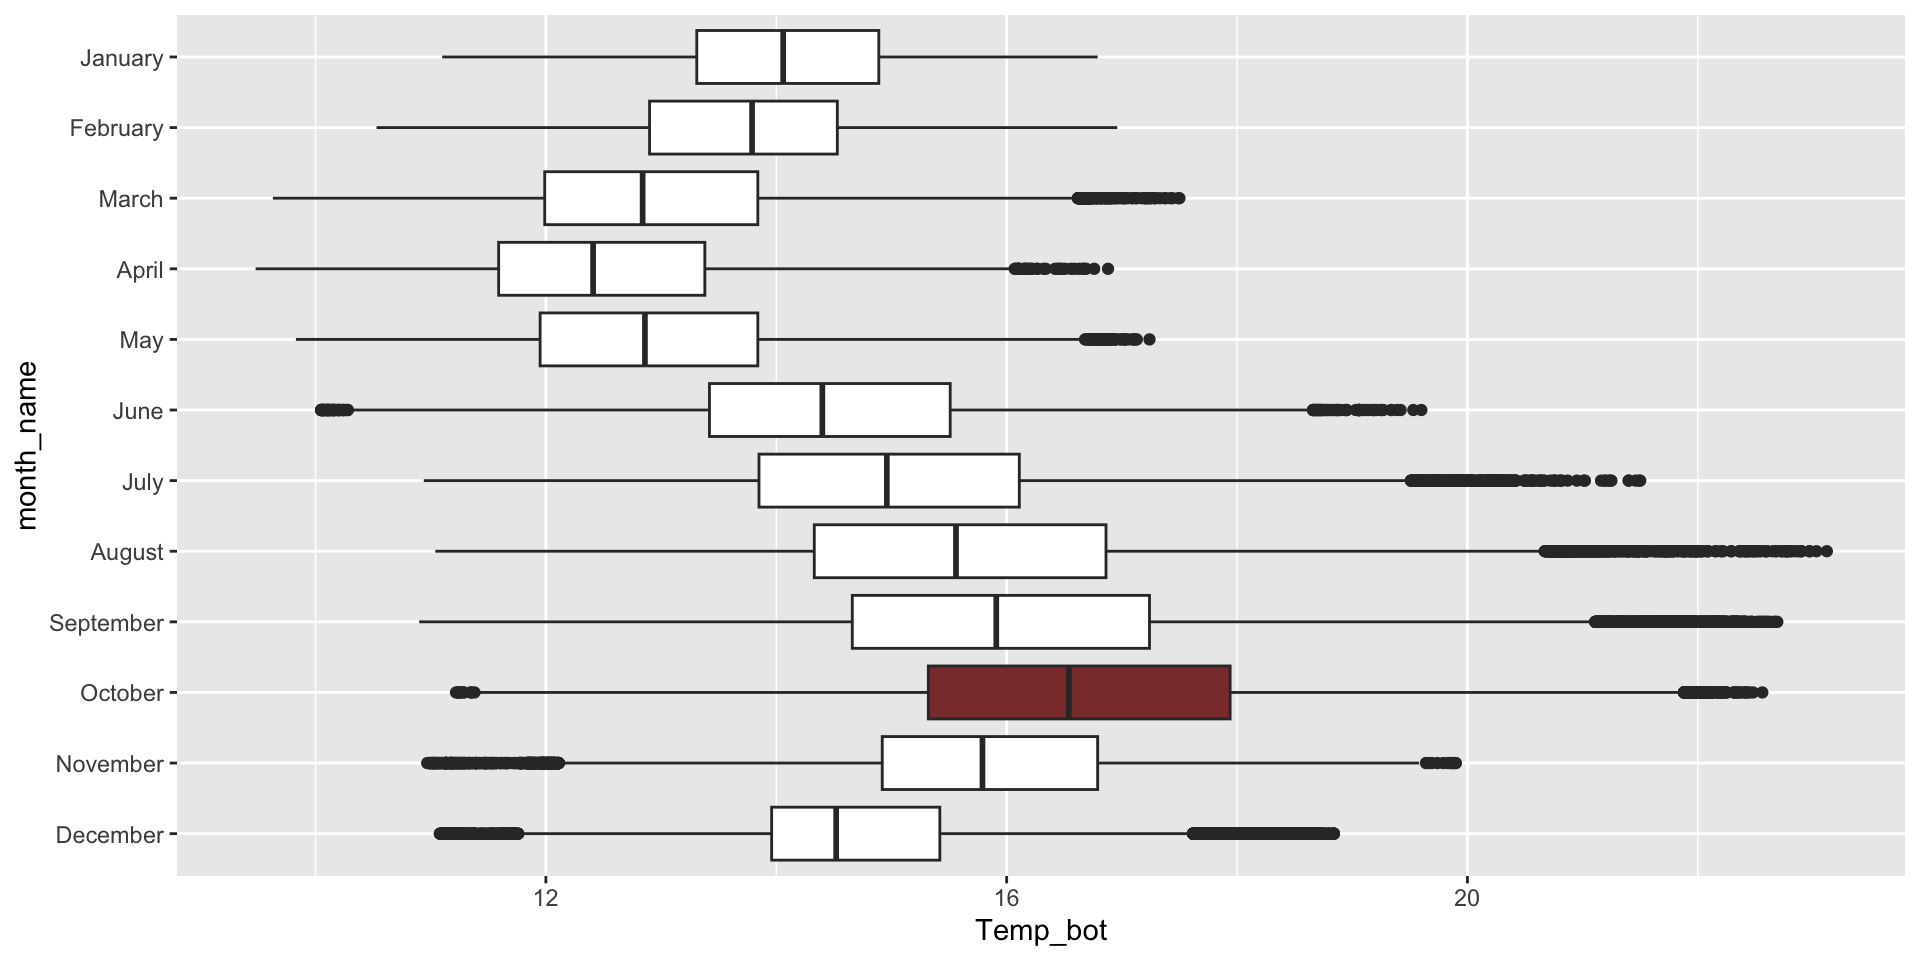 month_name
January
February
March
April
May
June
July
August
September
October
November
December
12 16 20
Temp_bot